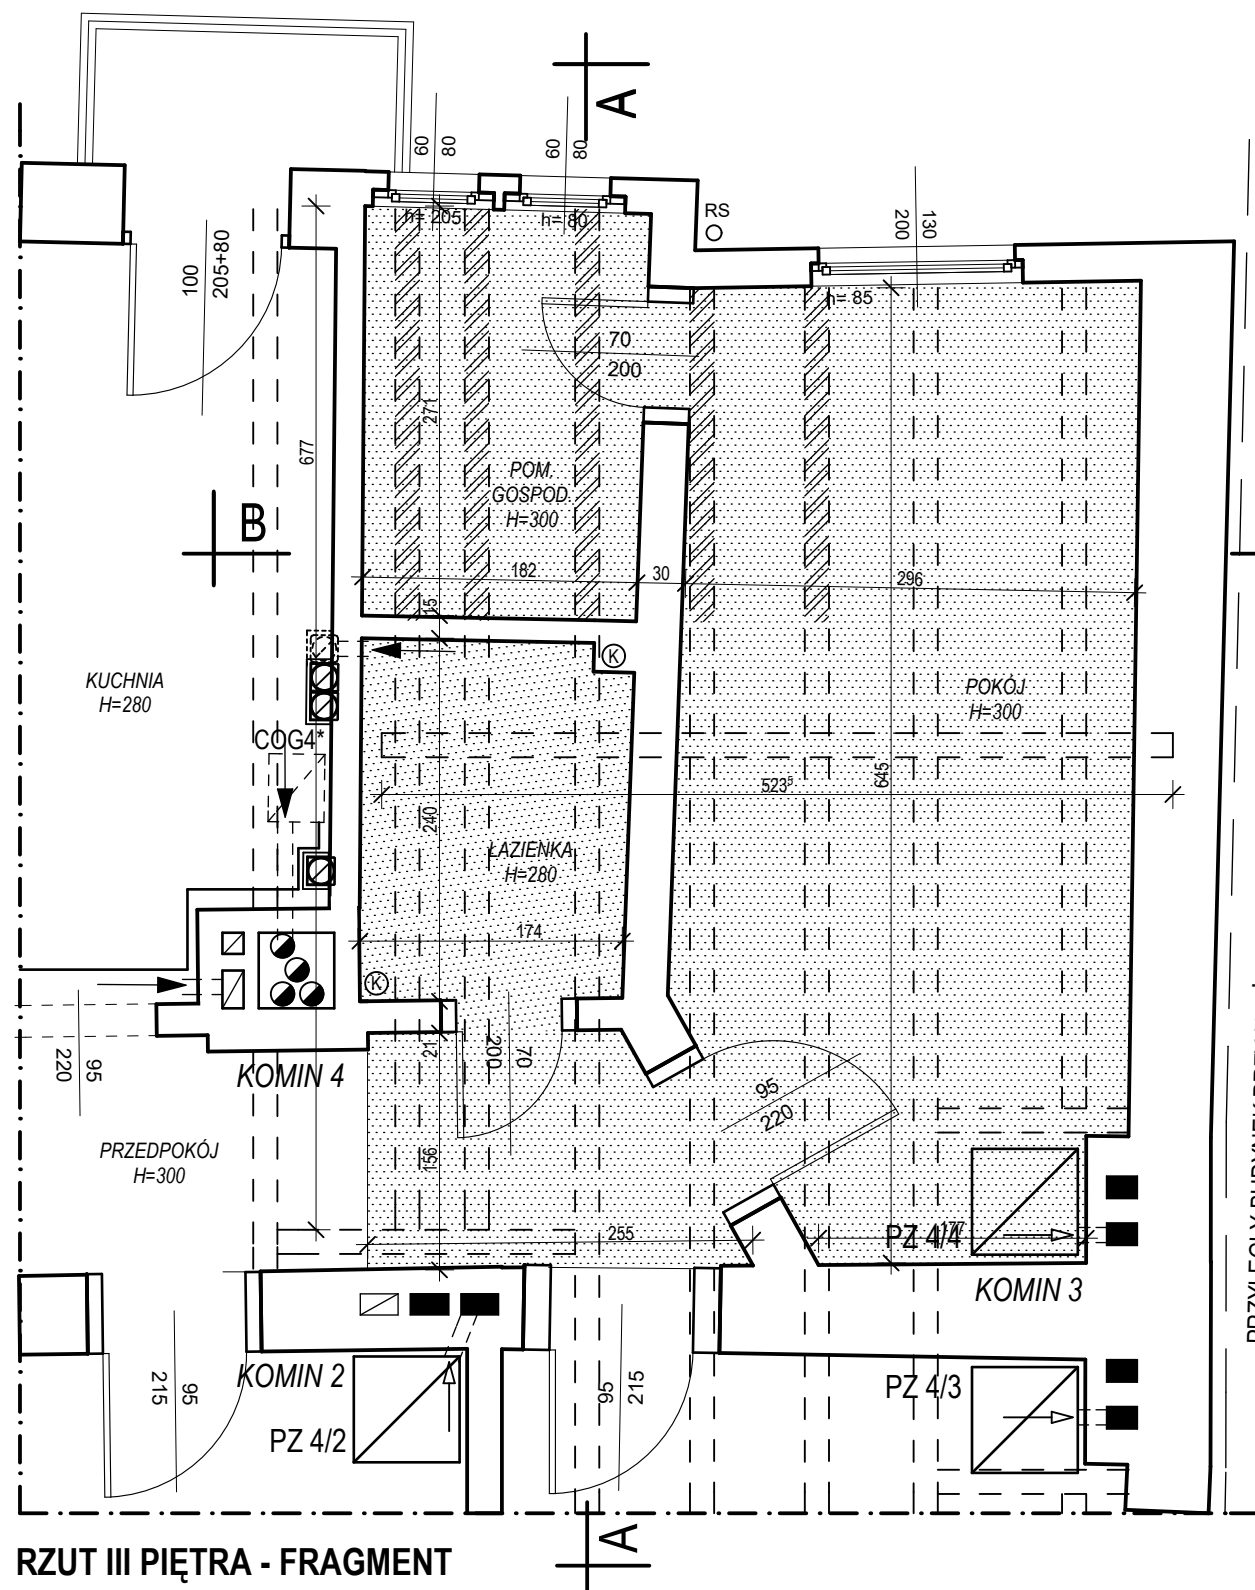 A
60
80
60
80
RS
h= 205
h= 80
200
130
h= 85
100
205+80
70
200
677
271
POM.
GOSPOD.
H=300
B
182
30
296
15
K
KUCHNIA
H=280
POKÓJ
H=300
COG4*
523⁵
645
240
ŁAZIENKA
H=280
174
K
220
95
21
200
70
KOMIN 4
95
220
PRZEDPOKÓJ
H=300
156
255
PZ 4/4
177
KOMIN 3
KOMIN 2
215
95
95
215
PZ 4/3
PZ 4/2
A
RZUT III PIĘTRA - FRAGMENT